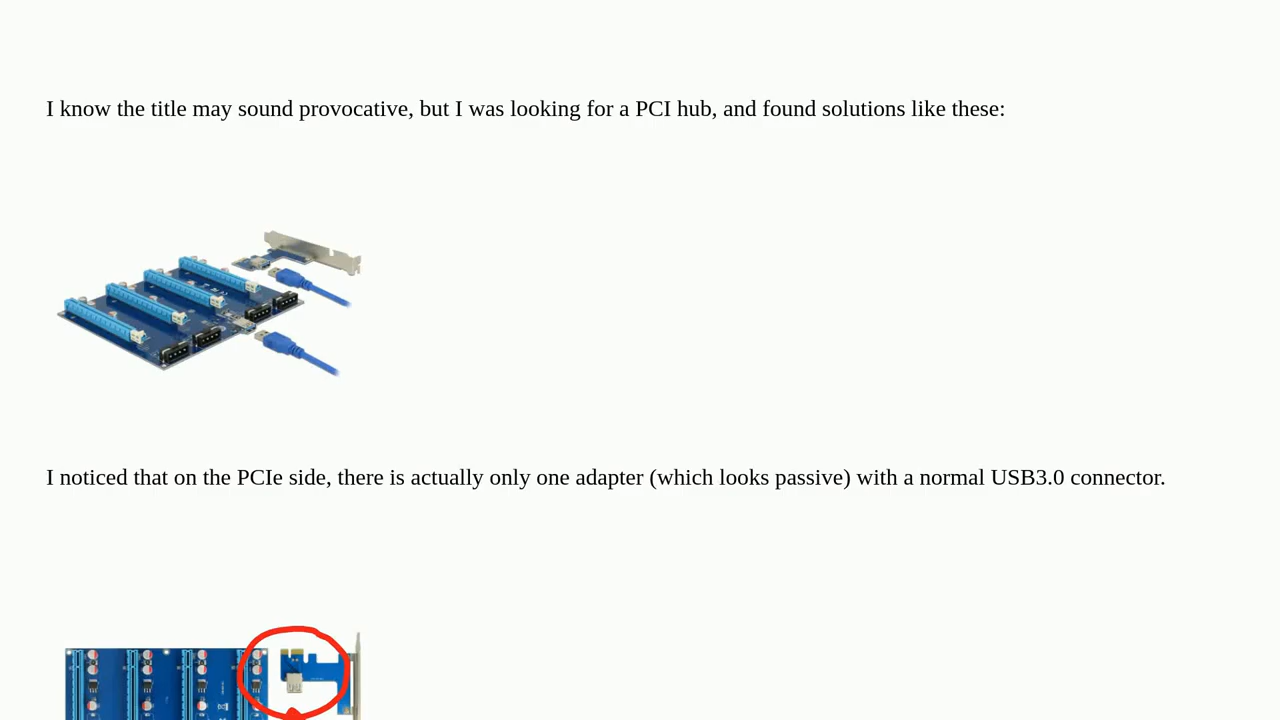 I know the title may sound provocative, but I was looking for a PCI hub, and found solutions like these:
I noticed that on the PCIe side, there is actually only one adapter (which looks passive) with a normal USB3.0 connector.